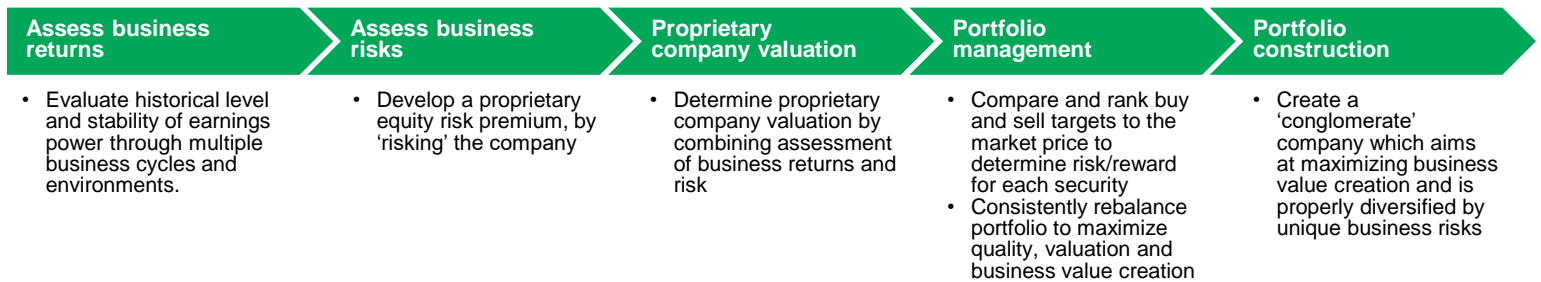 Assess business
returns
Assess business
risks
Proprietary
company valuation
Portfolio
management
Portfolio
construction
• Evaluate historical level
and stability of earnings
power through multiple
business cycles and
environments.
• Develop a proprietary
equity risk premium, by
‘risking’ the company
• Determine proprietary
company valuation by
combining assessment
of business returns and
risk
• Compare and rank buy
and sell targets to the
market price to
determine risk/reward
for each security
• Consistently rebalance
portfolio to maximize
quality, valuation and
business value creation
• Create a
‘conglomerate’
company which aims
at maximizing business
value creation and is
properly diversified by
unique business risks